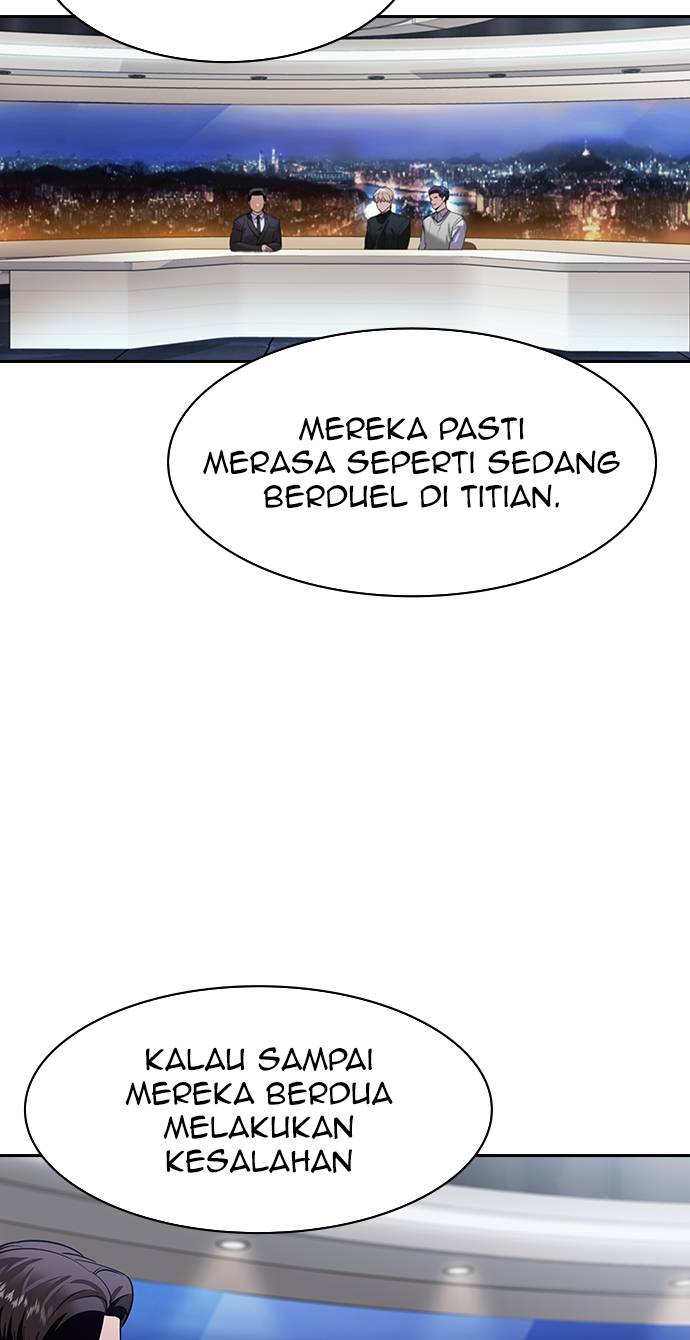 MEREKA PASTI
MERASA SEPERTI SEDANG
BERDUEL DI TITIAN.
KALAU SAMPAI
MEREKA BERDUA
MELAKUKAN
KESALAHAN